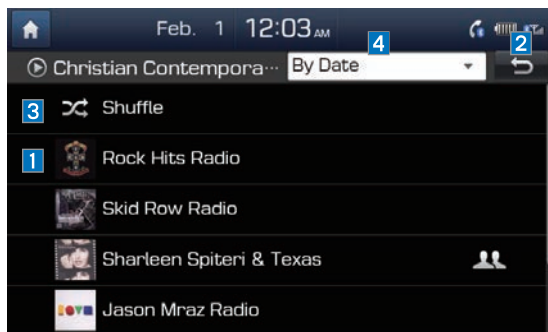 Feb. 1 12:03 AM
4
2
Christian Contempora··· By Date
3 Shuffle
1 Rock Hits Radio
Skid Row Radio
Sharleen Spiteri & Texas
Jason Mraz Radio